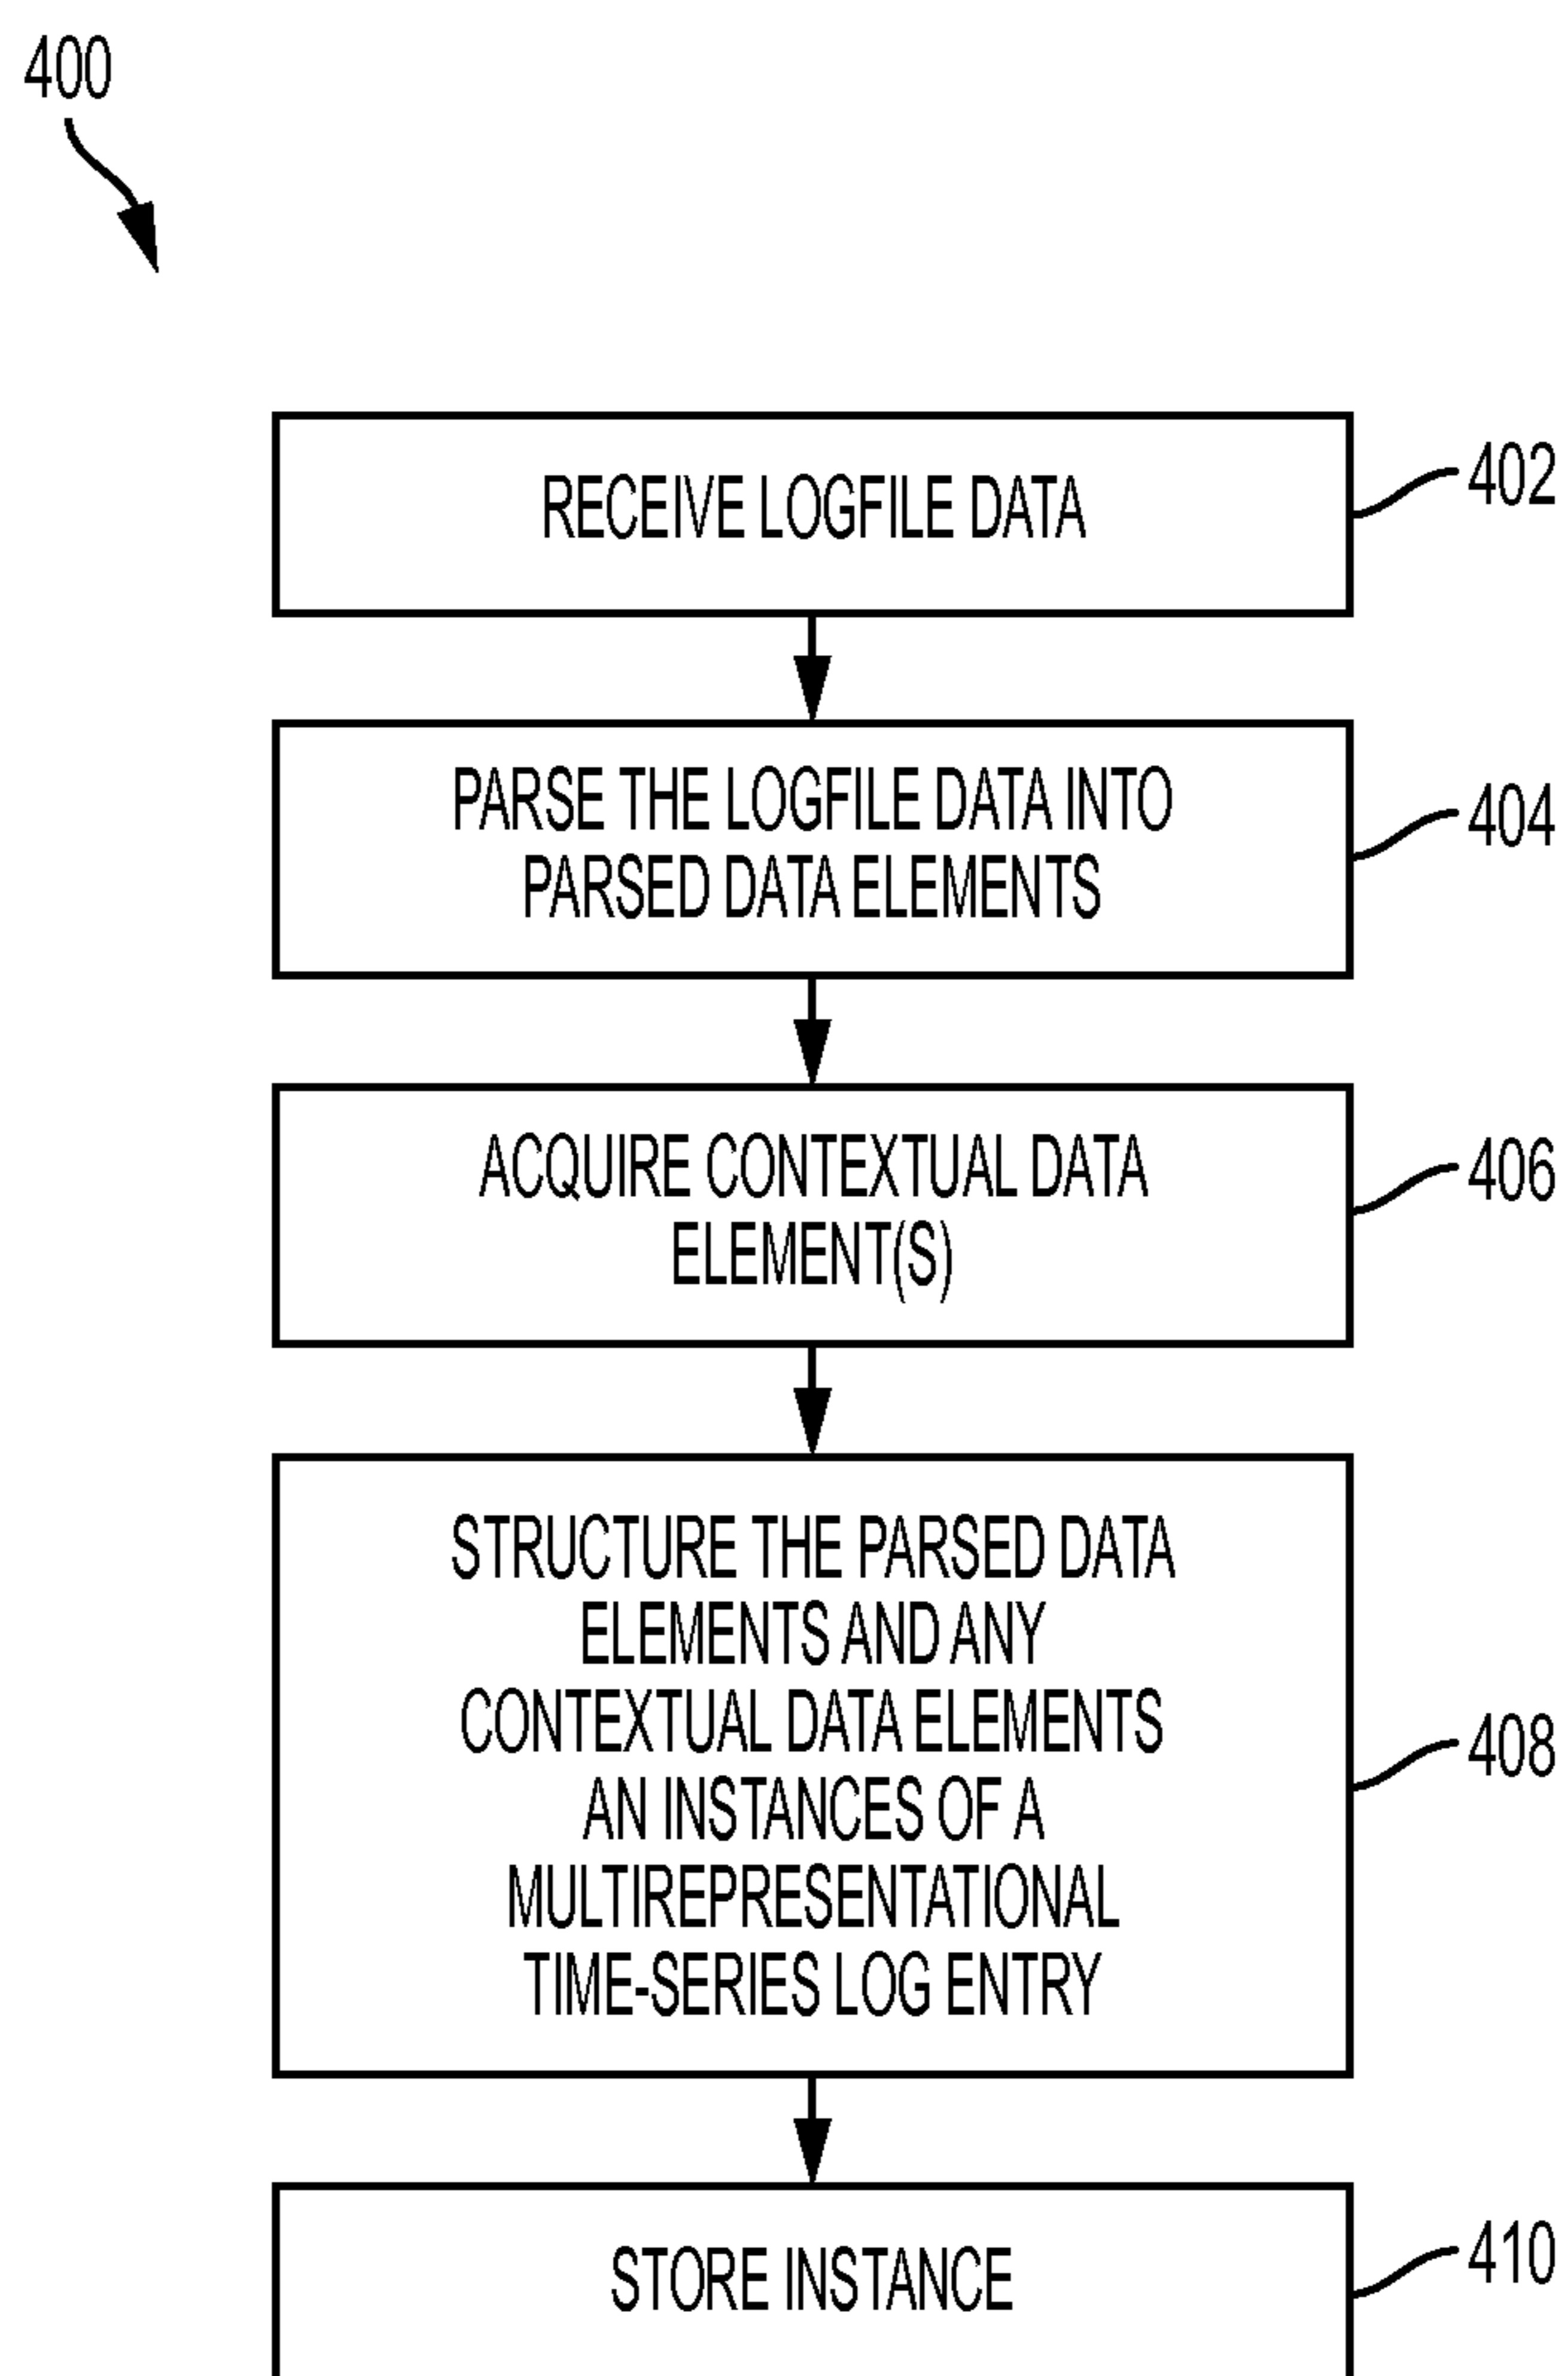 400
RECEIVE LOGFILE DATA
402
PARSE THE LOGFILE DATA INTO
PARSED DATA ELEMENTS
404
ACQUIRE CONTEXTUAL DATA
ELEMENT(S)
406
STRUCTURE THE PARSED DATA
ELEMENTS AND ANY
CONTEXTUAL DATA ELEMENTS
AN INSTANCES OF A
MULTIREPRESENTATIONAL
TIME-SERIES LOG ENTRY
408
STORE INSTANCE
410